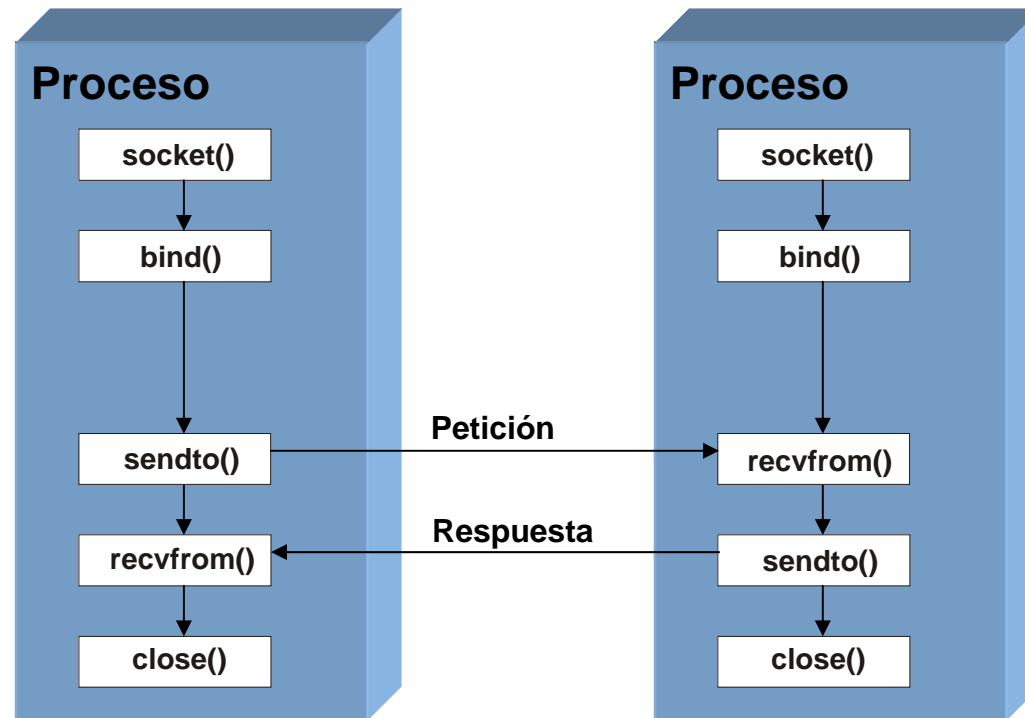 Proceso
socket()
bind()
sendto()
recvfrom()
close()
Petición
Respuesta
Proceso
socket()
bind()
recvfrom()
sendto()
close()